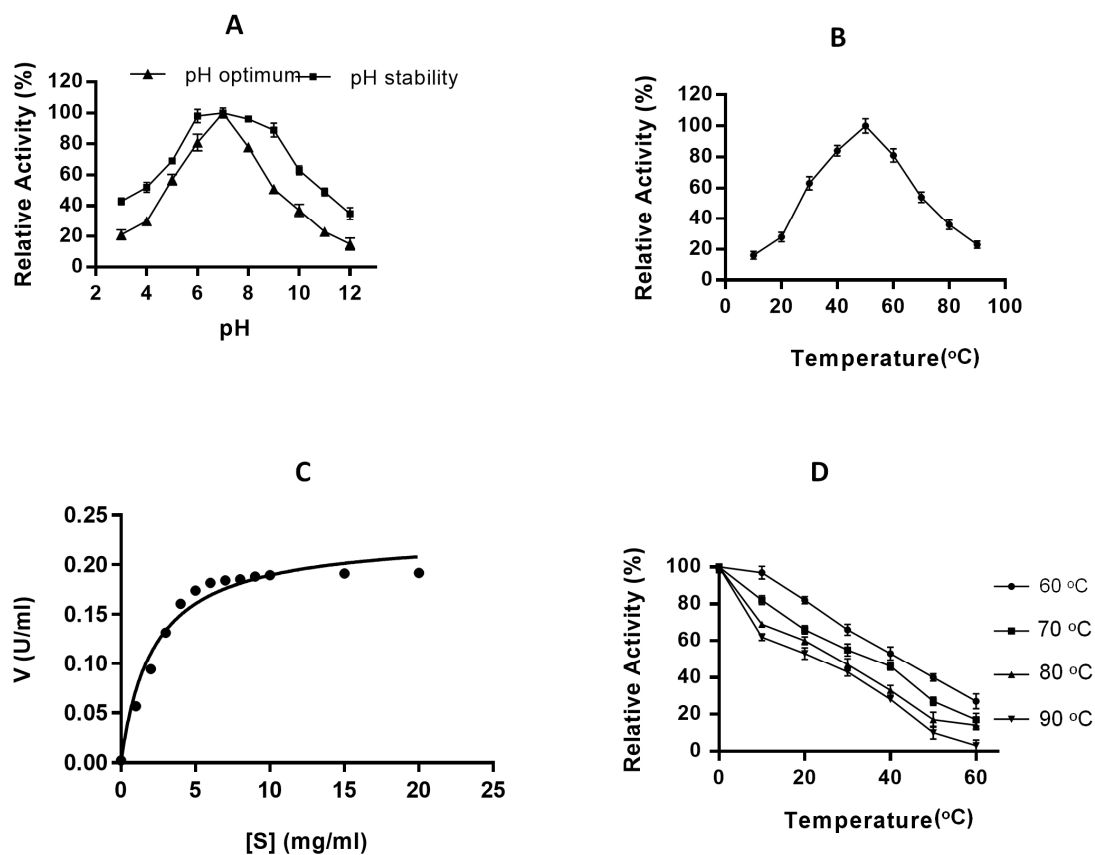 A
pH optimum pH stability
Relative Activity (%)
120
100
80
60
40
20
0
2 4 6 8 10 12
pH
B
Relative Activity (%)
120
100
80
60
40
20
0
0 20 40 60 80 100
Temperature(oC)
C
V (U/ml)
0.25
0.20
0.15
0.10
0.05
0.00
0 5 10 15 20 25
[S] (mg/ml)
D
Relative Activity (%)
100
80
60
40
20
0
0 20 40 60
Temperature(oC)
60 oC
70 oC
80 oC
90 oC